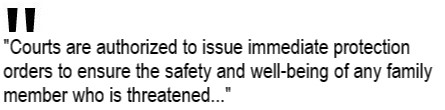 "
"Courts are authorized to issue immediate protection
orders to ensure the safety and well-being of any family
member who is threatened..."